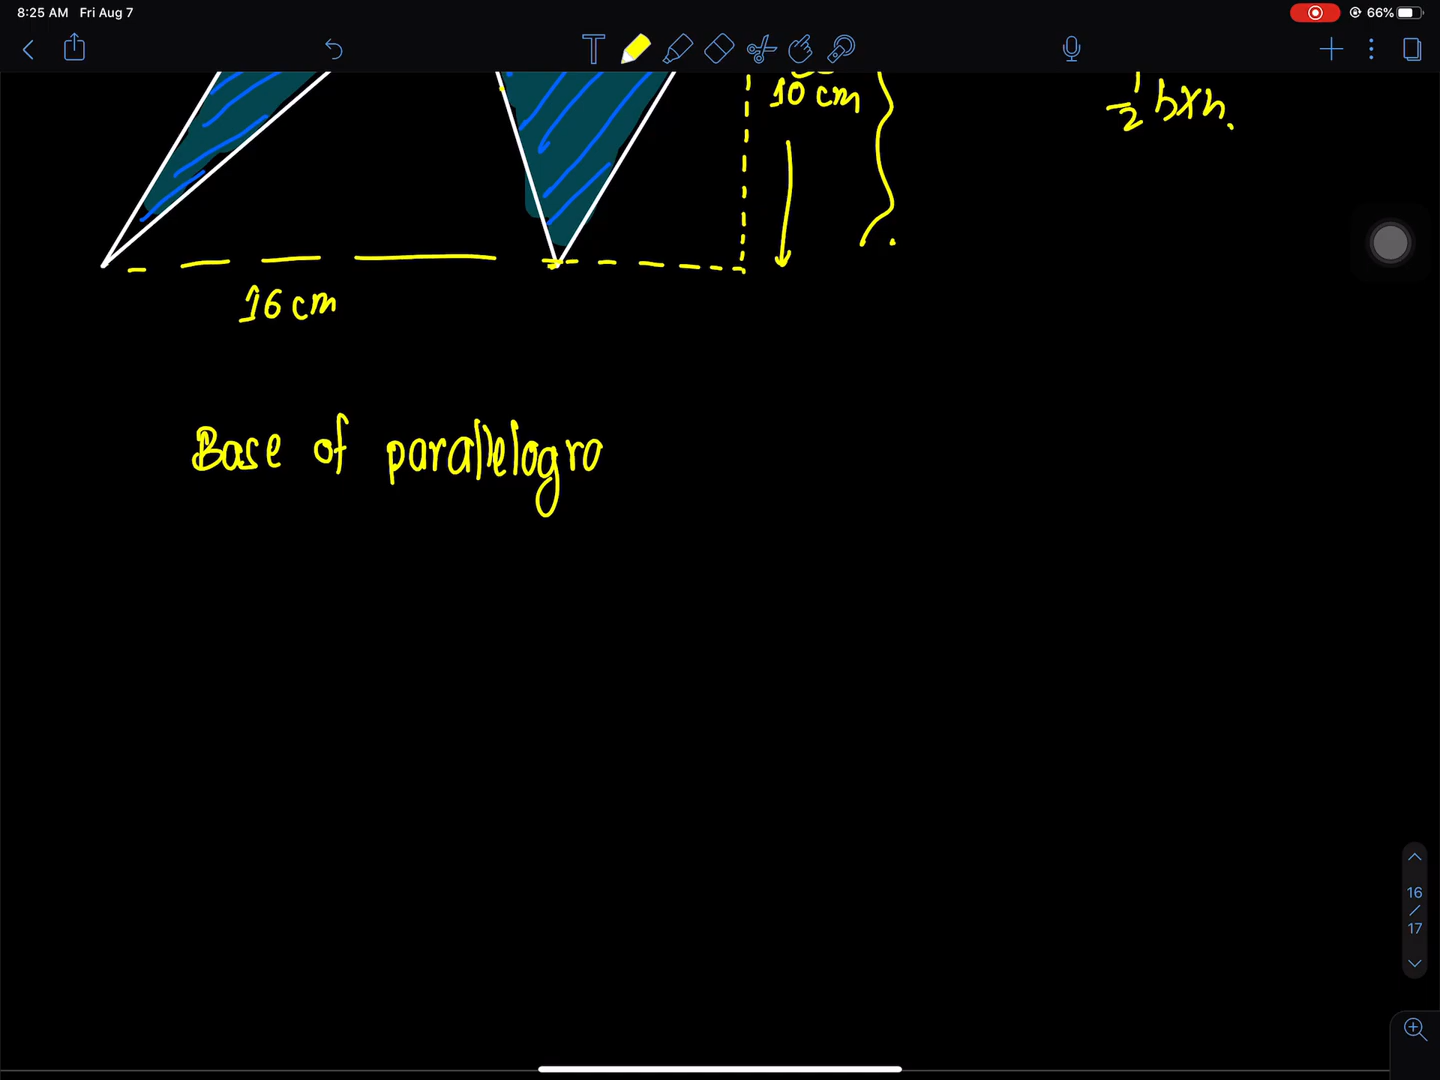 8:25 AM Fri Aug 7
66%
10 cm
1/2 b×h.
16 cm
Base of parallelogra
16
/
17